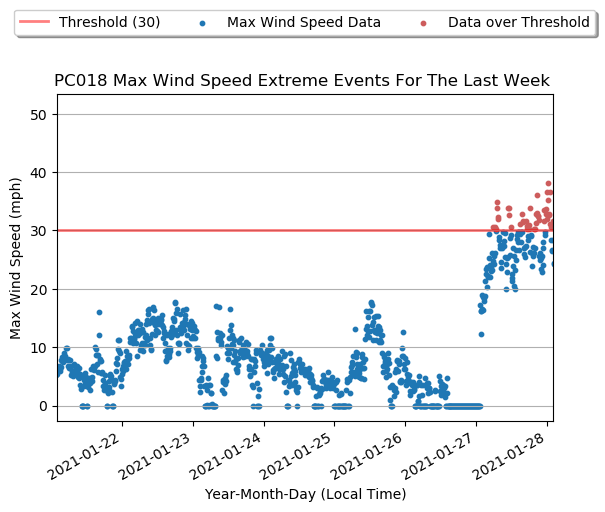 Threshold (30) Max Wind Speed Data Data over Threshold
PC018 Max Wind Speed Extreme Events For The Last Week
50
40
30
20
10
0
Max Wind Speed (mph)
2021-01-22 2021-01-23 2021-01-24 2021-01-25 2021-01-26 2021-01-27 2021-01-28
Year-Month-Day (Local Time)